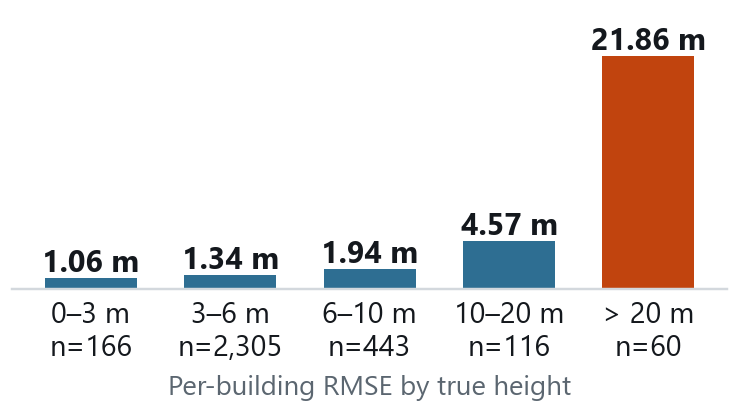 21.86 m
4.57 m
1.06 m 1.34 m 1.94 m
0–3 m 3–6 m 6–10 m 10–20 m > 20 m
n=166 n=2,305 n=443 n=116 n=60
Per-building RMSE by true height